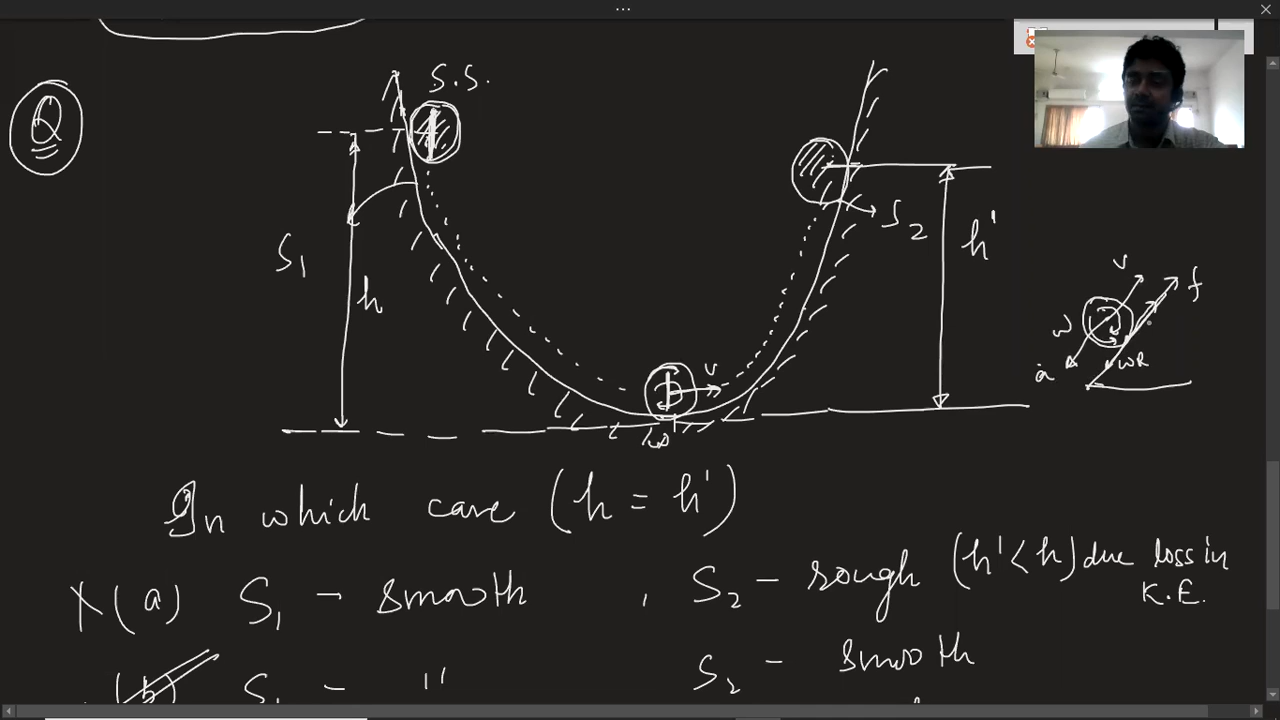 Q
S.S.
S1
h
S2
h'
v
ω
v
f
ωR
In which case (h = h')
X (a) S1 - smooth , S2 - rough (h' < h) due loss in K.E.
(b) S1 - " S2 - smooth